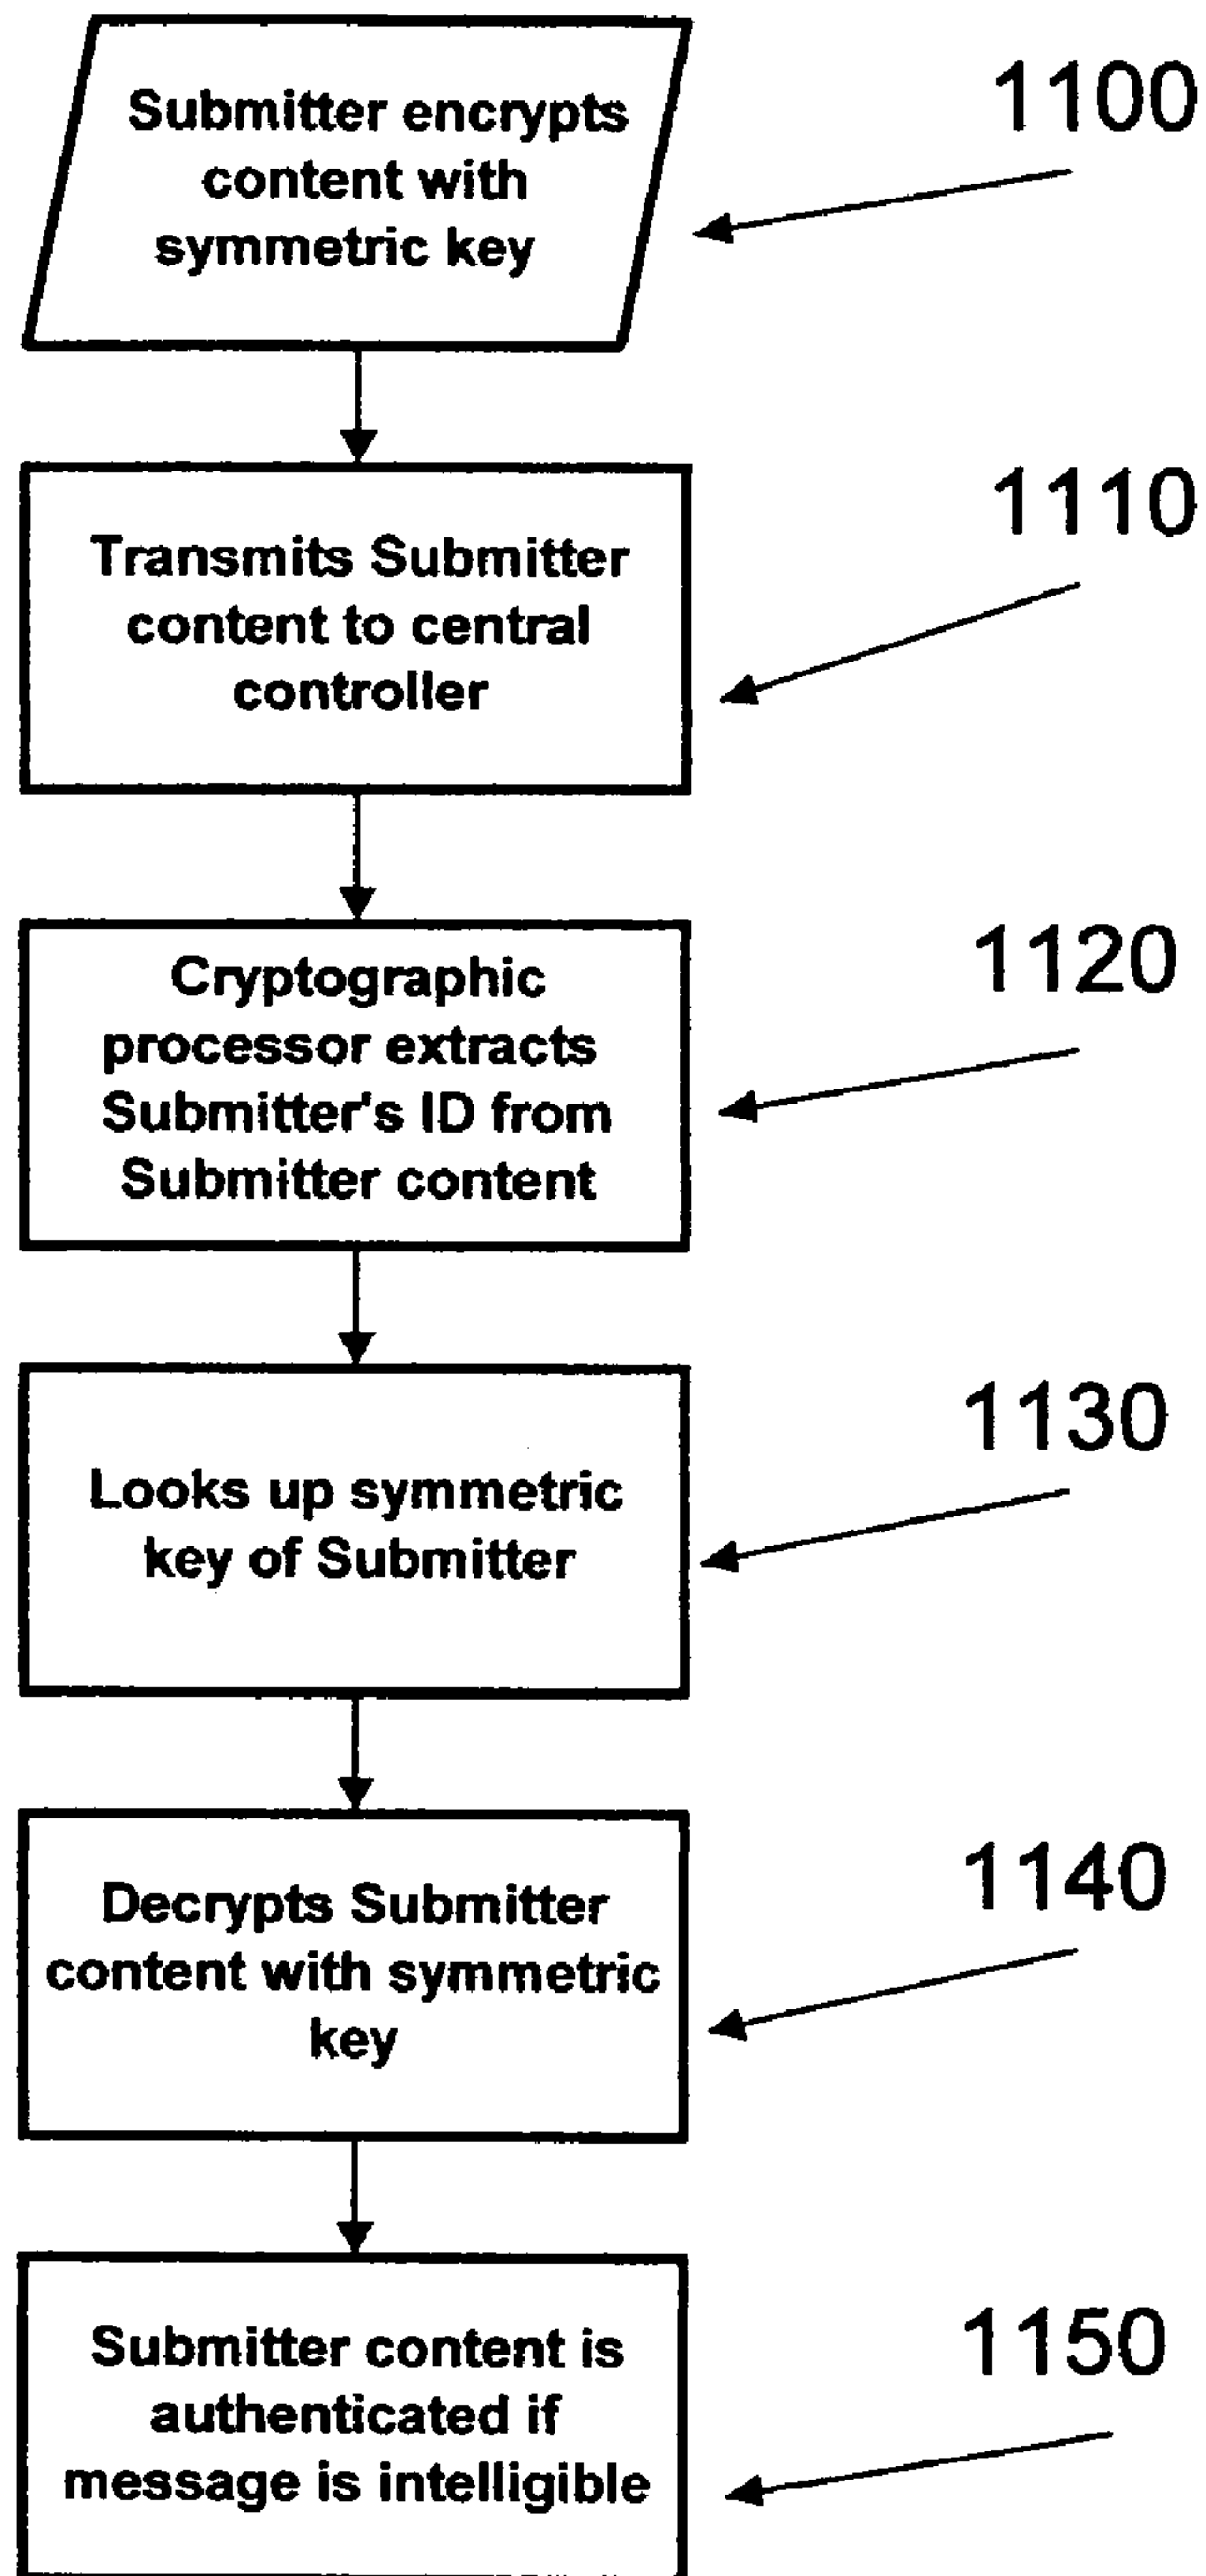 Submitter encrypts
content with
symmetric key
1100
Transmits Submitter
content to central
controller
1110
Cryptographic
processor extracts
Submitter's ID from
Submitter content
1120
Looks up symmetric
key of Submitter
1130
Decrypts Submitter
content with symmetric
key
1140
Submitter content is
authenticated if
message is intelligible
1150